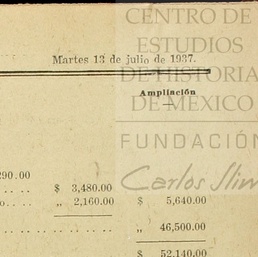 CENTRO DE
ESTUDIOS
Martes 13 de julio de 1937.
DE HISTORIA
Ampliación
DE MEXICO
FUNDACIÓN
Carlos Slim
290.00
. . . . $ 3,480.00
o. . . . „ 2,160.00 $ 5,640.00
. . . . . . . . . . . . „ 46,500.00
$ 52,140.00